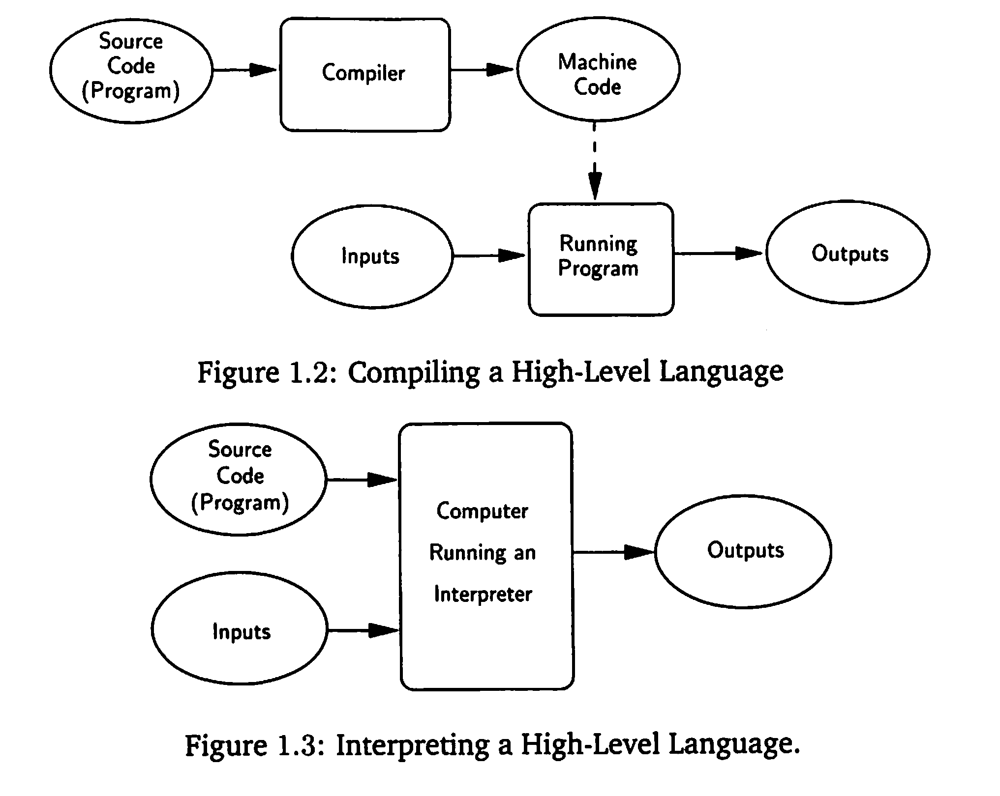 Source
Code
(Program)
Compiler
Machine
Code
Inputs
Running
Program
Outputs
Figure 1.2: Compiling a High-Level Language
Source
Code
(Program)
Inputs
Computer
Running an
Interpreter
Outputs
Figure 1.3: Interpreting a High-Level Language.